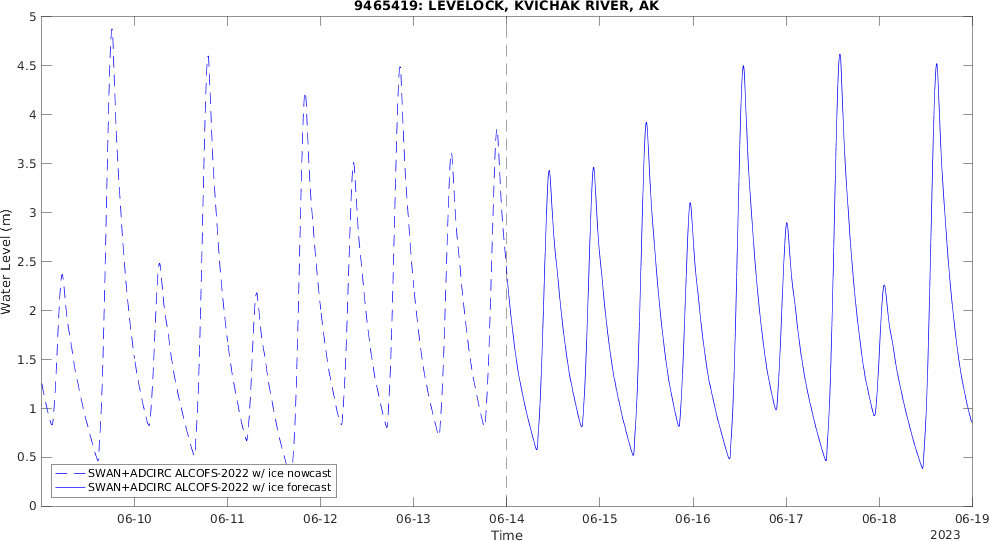 9465419: LEVELOCK, KVICHAK RIVER, AK
5
4.5
4
3.5
3
2.5
2
1.5
1
0.5
0
Water Level (m)
SWAN+ADCIRC ALCOFS-2022 w/ ice nowcast
SWAN+ADCIRC ALCOFS-2022 w/ ice forecast
06-10 06-11 06-12 06-13 06-14 06-15 06-16 06-17 06-18 06-19
Time
2023